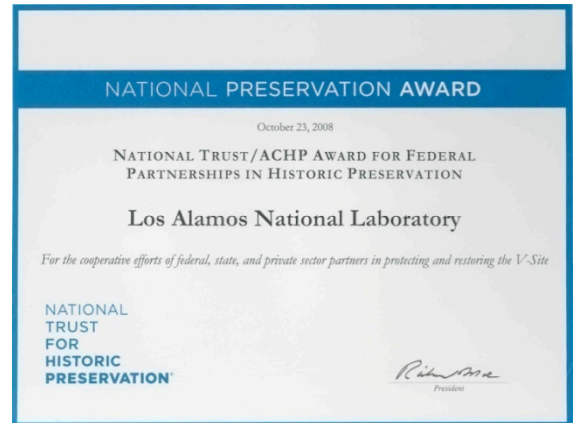 NATIONAL PRESERVATION AWARD
October 23, 2008
NATIONAL TRUST/ACHP AWARD FOR FEDERAL
PARTNERSHIPS IN HISTORIC PRESERVATION
Los Alamos National Laboratory
For the cooperative efforts of federal, state, and private sector partners in protecting and restoring the V-Site
NATIONAL
TRUST
FOR
HISTORIC
PRESERVATION®
President